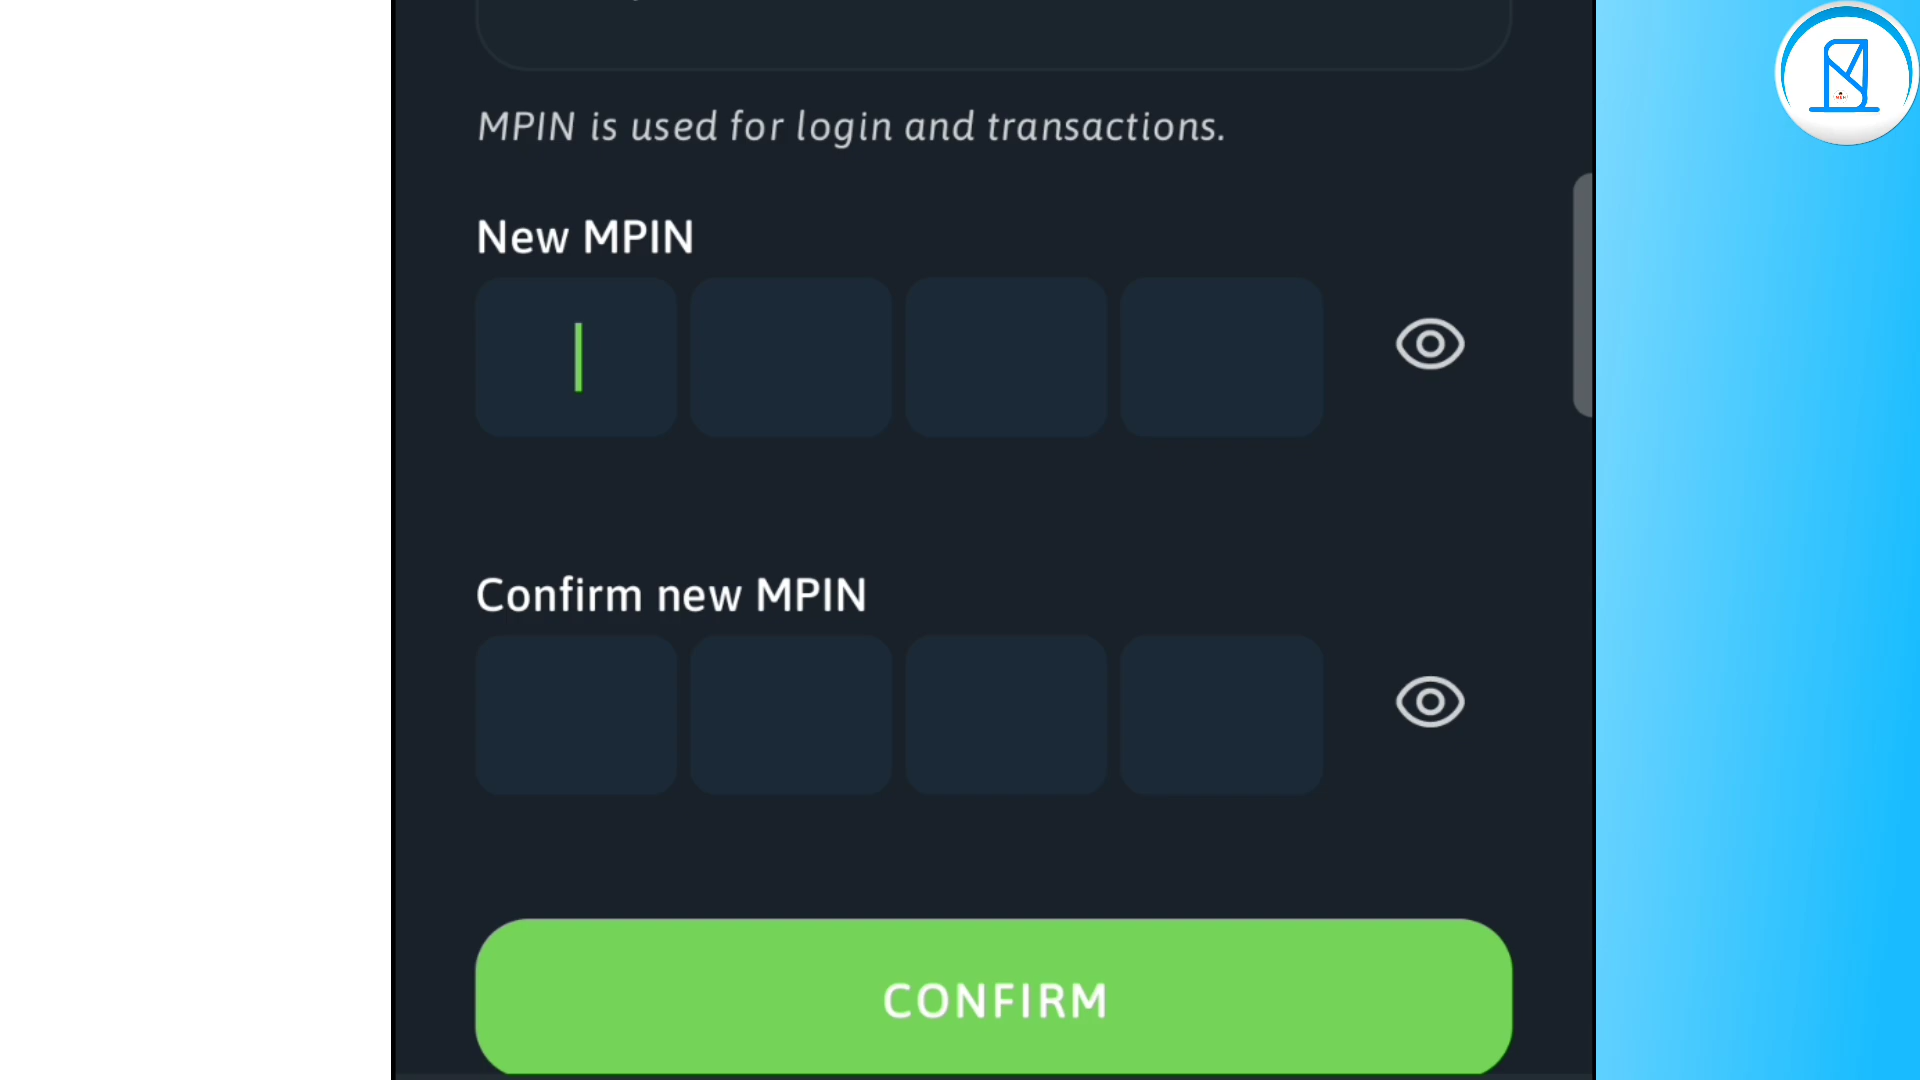 MPIN is used for login and transactions.
New MPIN
Confirm new MPIN
CONFIRM